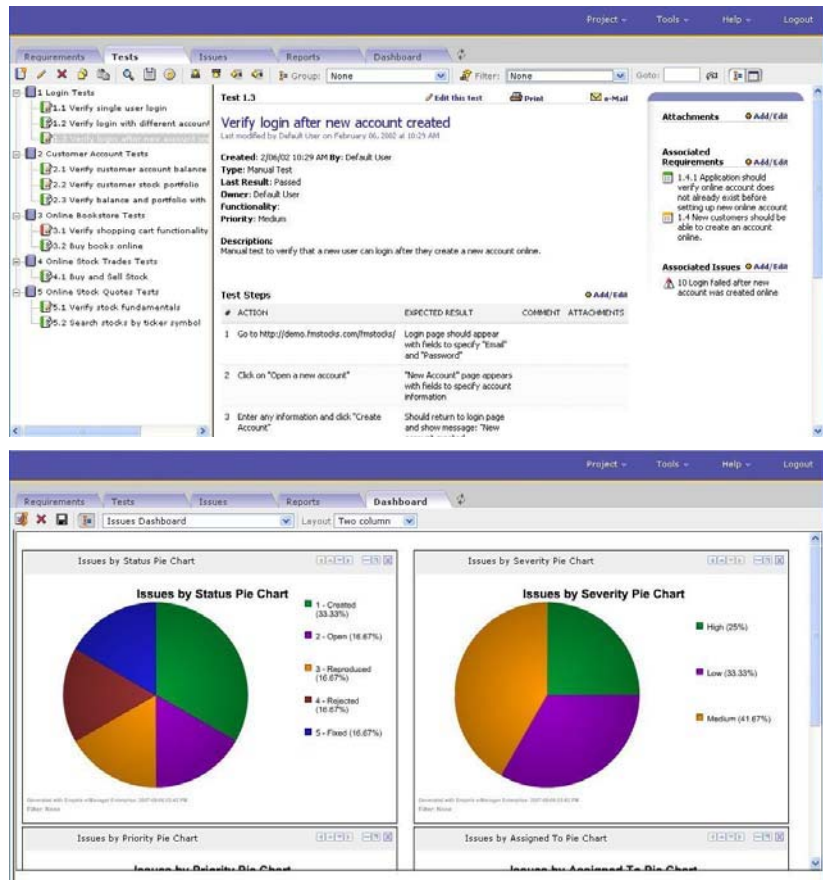 Project Tools Help Logout
Requirements Tests Issues Reports Dashboard
Group: None Filter: None Goto:
1 Login Tests
1.1 Verify single user login
1.2 Verify login with different account
2 Customer Account Tests
2.1 Verify customer account balance
2.2 Verify customer stock portfolio
2.3 Verify balance and portfolio with
3 Online Bookstore Tests
3.1 Verify shopping cart functionality
3.2 Buy books online
4 Online Stock Trades Tests
4.1 Buy and Sell Stock
5 Online Stock Quotes Tests
5.1 Verify stock fundamentals
5.2 Search stocks by ticker symbol
Test 1.3 Edit this test Print e-Mail
Verify login after new account created
Last modified by Default User on February 06, 2002 at 10:29 AM
Created: 2/06/02 10:29 AM By: Default User
Type: Manual Test
Last Result: Passed
Owner: Default User
Functionality:
Priority: Medium
Description:
Manual test to verify that a new user can login after they create a new account online.
Test Steps Add/Edit
# ACTION EXPECTED RESULT COMMENT ATTACHMENTS
1 Go to http://demo.fmstocks.com/fmstocks/ Login page should appear
with fields to specify "Email"
and "Password"
2 Click on "Open a new account" "New Account" page appears
with fields to specify account
information
3 Enter any information and click "Create
Account"
Should return to login page
and show message: "New
Attachments Add/Edit
Associated
Requirements Add/Edit
1.4.1 Application should
verify online account does
not already exist before
setting up new online account
1.4 New customers should be
able to create an account
online.
Associated Issues Add/Edit
10 Login failed after new
account was created online
Project Tools Help Logout
Requirements Tests Issues Reports Dashboard
Issues Dashboard Layout Two column
Issues by Status Pie Chart
Issues by Status Pie Chart
1 - Created
(33.33%)
2 - Open (16.67%)
3 - Reproduced
(16.67%)
4 - Rejected
(16.67%)
5 - Fixed (16.67%)
Filter: None
Issues by Severity Pie Chart
Issues by Severity Pie Chart
High (25%)
Low (33.33%)
Medium (41.67%)
Filter: None
Issues by Priority Pie Chart
Issues by Priority Pie Chart
Issues by Assigned To Pie Chart
Issues by Assigned To Pie Chart